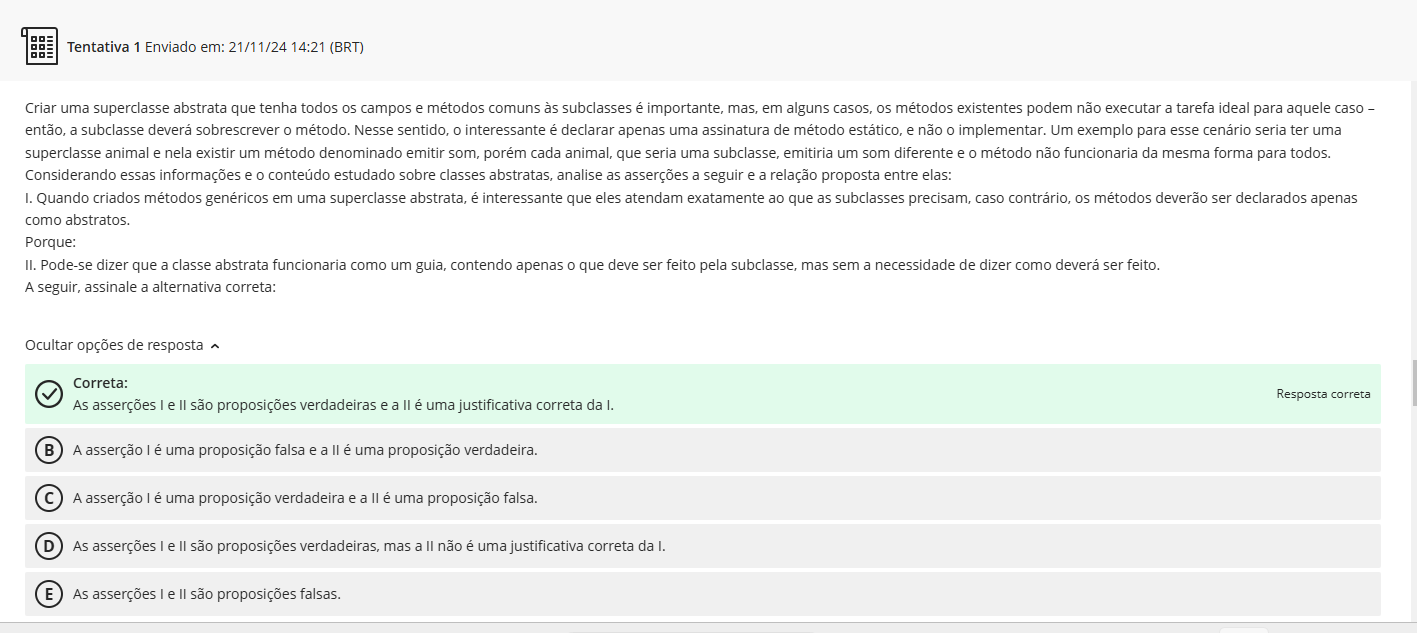 Tentativa 1 Enviado em: 21/11/24 14:21 (BRT)
Criar uma superclasse abstrata que tenha todos os campos e métodos comuns às subclasses é importante, mas, em alguns casos, os métodos existentes podem não executar a tarefa ideal para aquele caso –
então, a subclasse deverá sobrescrever o método. Nesse sentido, o interessante é declarar apenas uma assinatura de método estático, e não o implementar. Um exemplo para esse cenário seria ter uma
superclasse animal e nela existir um método denominado emitir som, porém cada animal, que seria uma subclasse, emitiria um som diferente e o método não funcionaria da mesma forma para todos.
Considerando essas informações e o conteúdo estudado sobre classes abstratas, analise as asserções a seguir e a relação proposta entre elas:
I. Quando criados métodos genéricos em uma superclasse abstrata, é interessante que eles atendam exatamente ao que as subclasses precisam, caso contrário, os métodos deverão ser declarados apenas
como abstratos.
Porque:
II. Pode-se dizer que a classe abstrata funcionaria como um guia, contendo apenas o que deve ser feito pela subclasse, mas sem a necessidade de dizer como deverá ser feito.
A seguir, assinale a alternativa correta:
Ocultar opções de resposta
Correta:
As asserções I e II são proposições verdadeiras e a II é uma justificativa correta da I.
Resposta correta
B A asserção I é uma proposição falsa e a II é uma proposição verdadeira.
C A asserção I é uma proposição verdadeira e a II é uma proposição falsa.
D As asserções I e II são proposições verdadeiras, mas a II não é uma justificativa correta da I.
E As asserções I e II são proposições falsas.